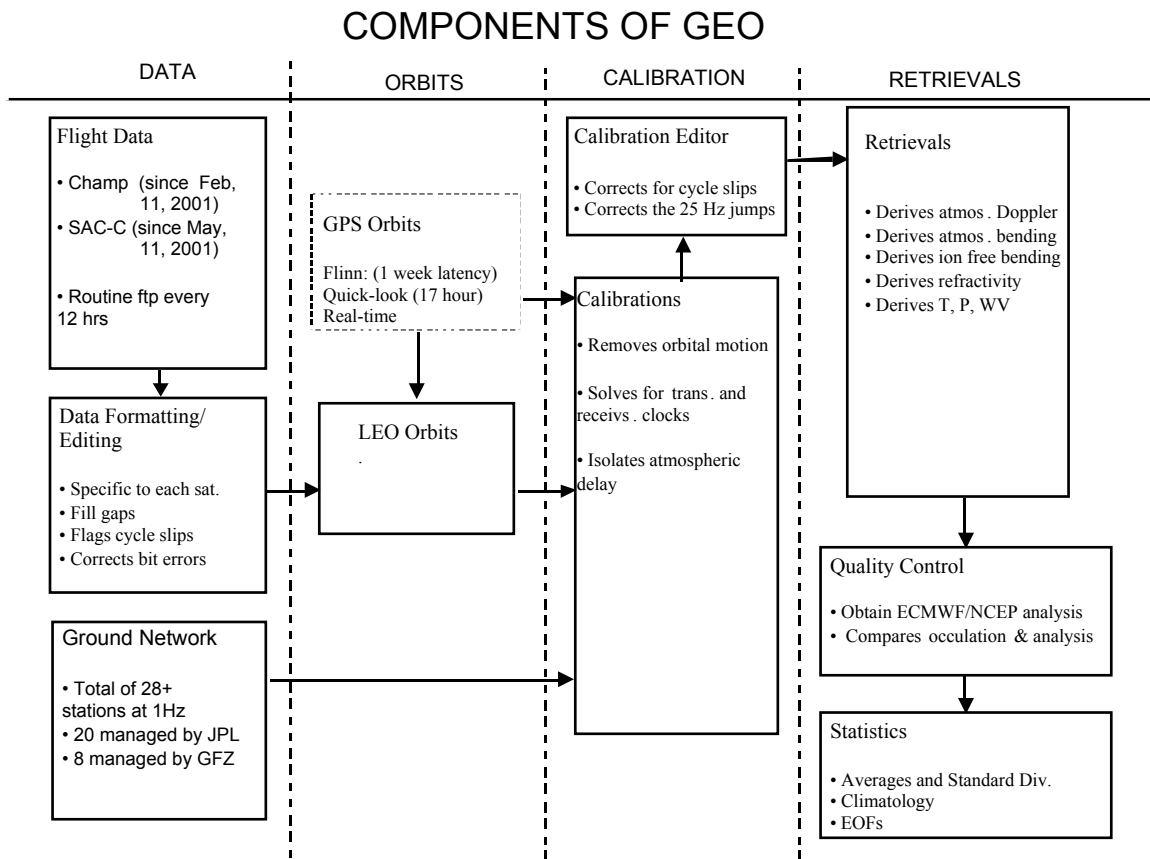 COMPONENTS OF GEO
DATA
ORBITS
CALIBRATION
RETRIEVALS
Flight Data
• Champ (since Feb,
11, 2001)
• SAC-C (since May,
11, 2001)
• Routine ftp every
12 hrs
Data Formatting/
Editing
• Specific to each sat.
• Fill gaps
• Flags cycle slips
• Corrects bit errors
Ground Network
• Total of 28+
stations at 1Hz
• 20 managed by JPL
• 8 managed by GFZ
GPS Orbits
Flinn: (1 week latency)
Quick-look (17 hour)
Real-time
LEO Orbits
.
Calibration Editor
• Corrects for cycle slips
• Corrects the 25 Hz jumps
Calibrations
• Removes orbital motion
• Solves for trans. and
receivs. clocks
• Isolates atmospheric
delay
Retrievals
• Derives atmos. Doppler
• Derives atmos. bending
• Derives ion free bending
• Derives refractivity
• Derives T, P, WV
Quality Control
• Obtain ECMWF/NCEP analysis
• Compares occulation & analysis
Statistics
• Averages and Standard Div.
• Climatology
• EOFs